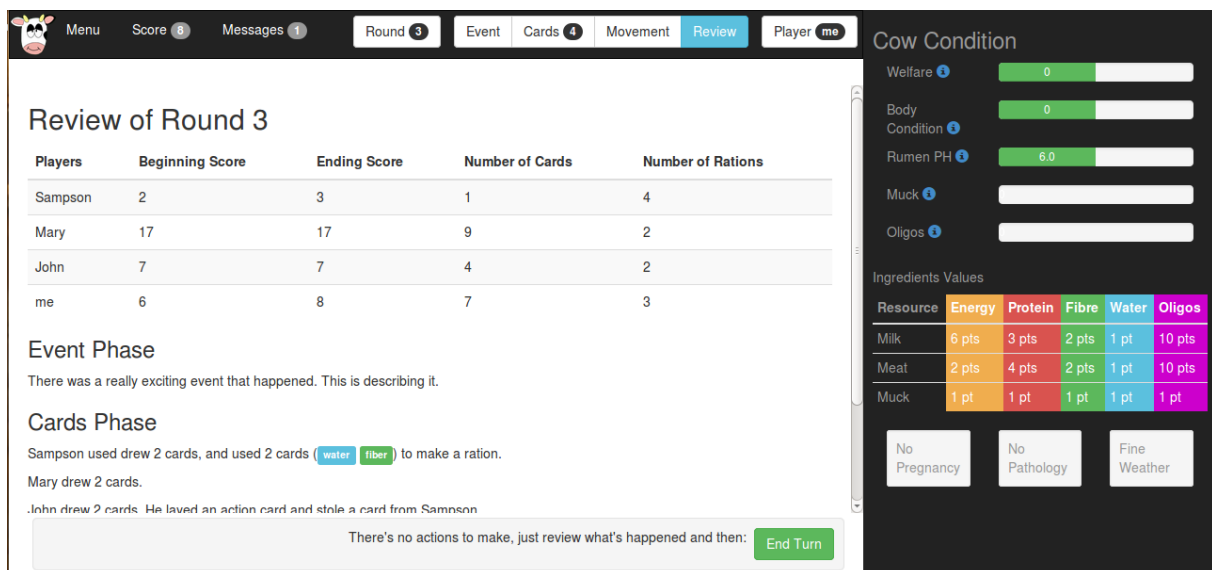 Menu Score 8 Messages 1 Round 3 Event Cards 4 Movement Review Player me
Review of Round 3
Players Beginning Score Ending Score Number of Cards Number of Rations
Sampson 2 3 1 4
Mary 17 17 9 2
John 7 7 4 2
me 6 8 7 3
Event Phase
There was a really exciting event that happened. This is describing it.
Cards Phase
Sampson used drew 2 cards, and used 2 cards ( water fiber ) to make a ration.
Mary drew 2 cards.
John drew 2 cards. He layed an action card and stole a card from Sampson
There's no actions to make, just review what's happened and then: End Turn
Cow Condition
Welfare 0
Body
Condition 0
Rumen PH 6.0
Muck
Oligos
Ingredients Values
Resource Energy Protein Fibre Water Oligos
Milk 6 pts 3 pts 2 pts 1 pt 10 pts
Meat 2 pts 4 pts 2 pts 1 pt 10 pts
Muck 1 pt 1 pt 1 pt 1 pt 1 pt
No
Pregnancy
No
Pathology
Fine
Weather